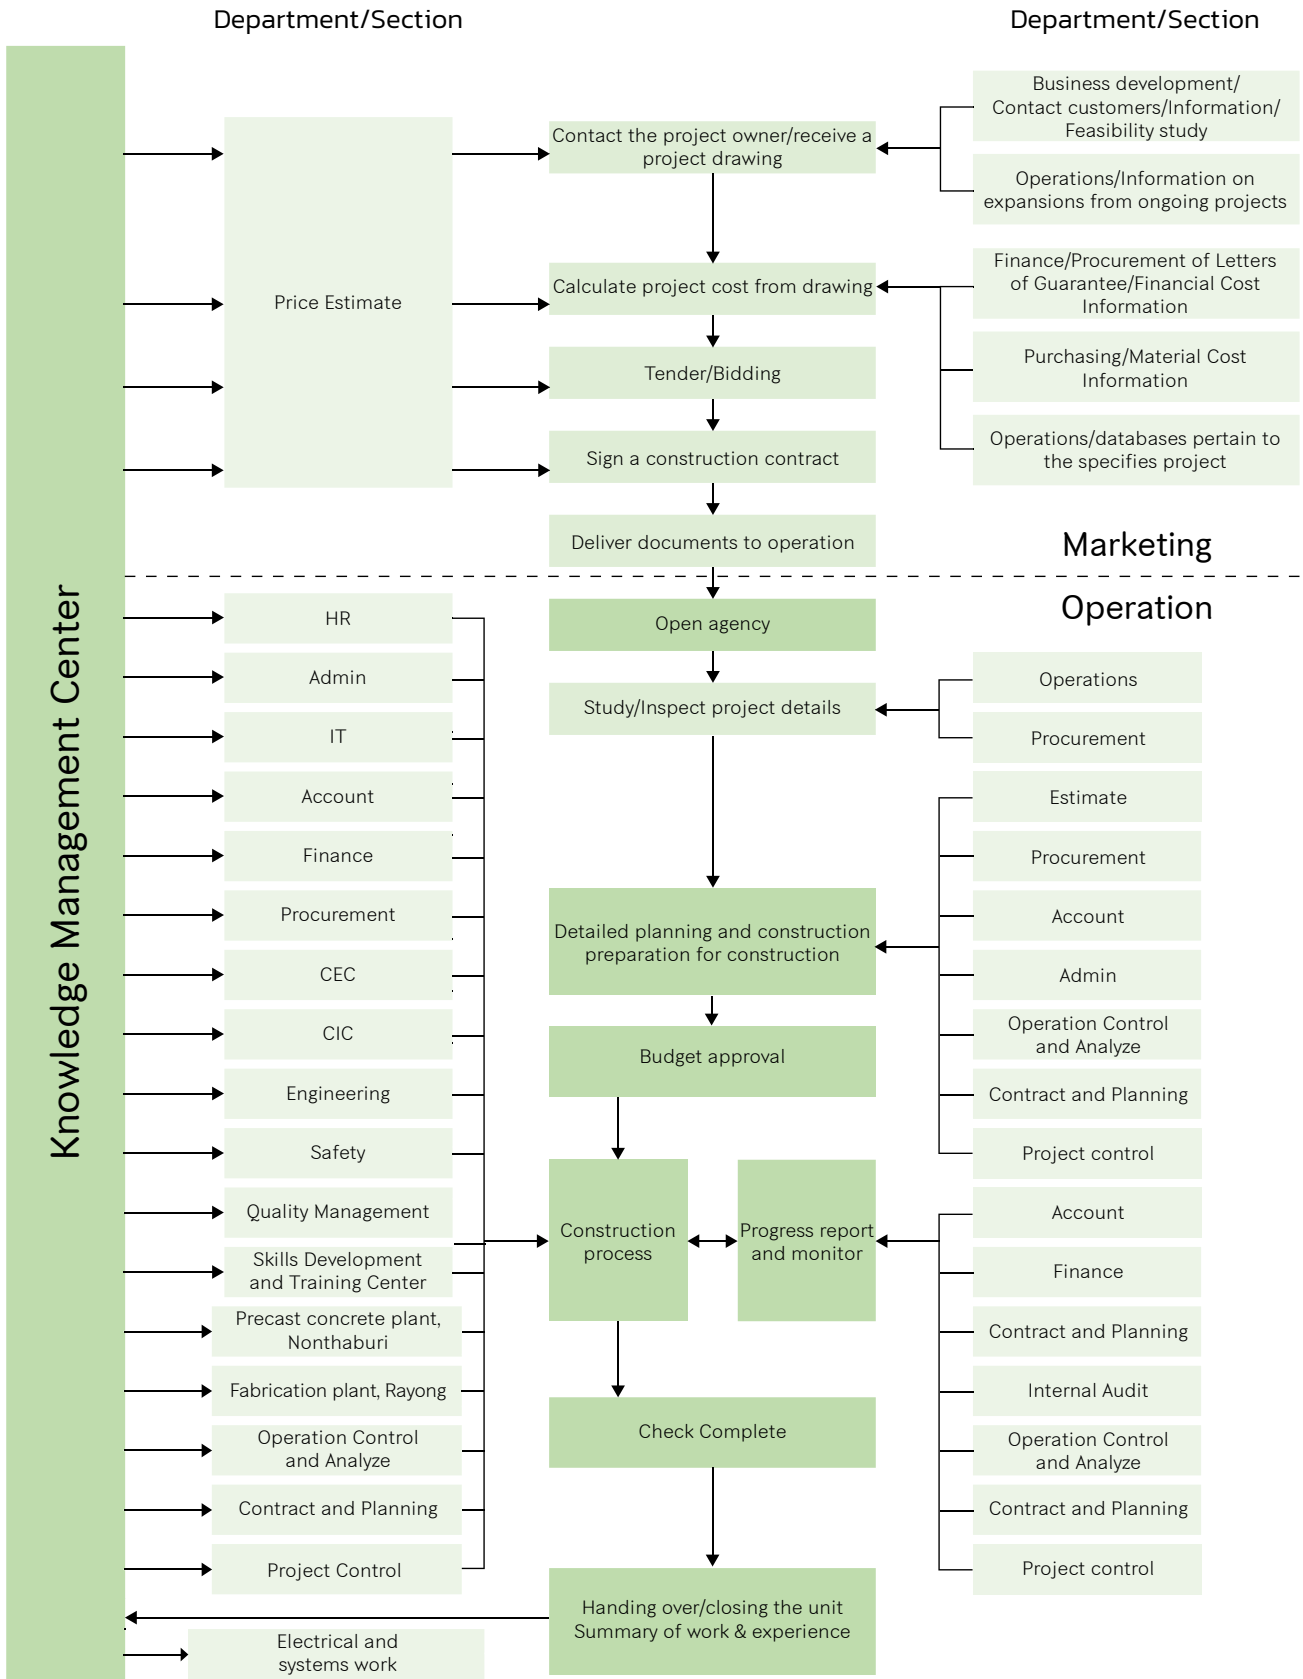 Department/Section
Department/Section
Knowledge Management Center
Price Estimate
Contact the project owner/receive a
project drawing
Calculate project cost from drawing
Tender/Bidding
Sign a construction contract
Deliver documents to operation
Business development/
Contact customers/Information/
Feasibility study
Operations/Information on
expansions from ongoing projects
Finance/Procurement of Letters
of Guarantee/Financial Cost
Information
Purchasing/Material Cost
Information
Operations/databases pertain to
the specifies project
Marketing
Operation
HR
Admin
IT
Account
Finance
Procurement
CEC
CIC
Engineering
Safety
Quality Management
Skills Development
and Training Center
Precast concrete plant,
Nonthaburi
Fabrication plant, Rayong
Operation Control
and Analyze
Contract and Planning
Project Control
Electrical and
systems work
Open agency
Study/Inspect project details
Detailed planning and construction
preparation for construction
Budget approval
Construction
process
Progress report
and monitor
Check Complete
Handing over/closing the unit
Summary of work & experience
Operations
Procurement
Estimate
Procurement
Account
Admin
Operation Control
and Analyze
Contract and Planning
Project control
Account
Finance
Contract and Planning
Internal Audit
Operation Control
and Analyze
Contract and Planning
Project control